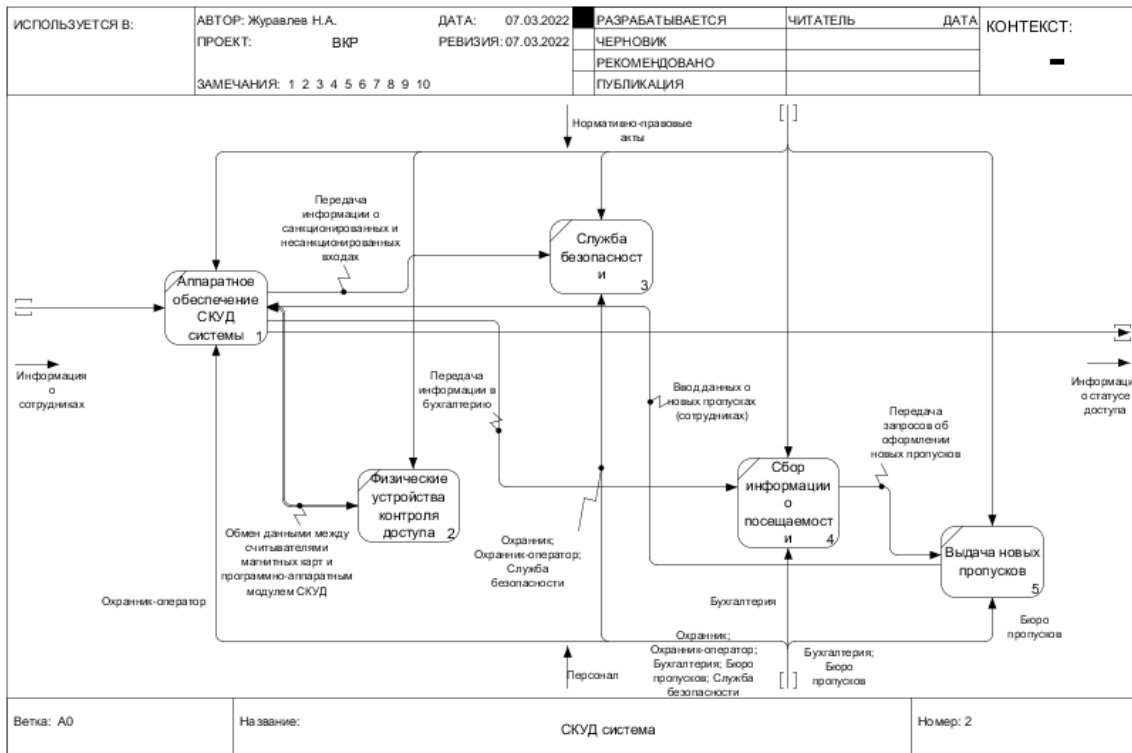 ИСПОЛЬЗУЕТСЯ В:
АВТОР: Журавлев Н.А.
ДАТА: 07.03.2022
РАЗРАБАТЫВАЕТСЯ
ЧИТАТЕЛЬ
ДАТА
КОНТЕКСТ:
ПРОЕКТ: ВКР
РЕВИЗИЯ: 07.03.2022
ЧЕРНОВИК
РЕКОМЕНДОВАНО
ЗАМЕЧАНИЯ: 1 2 3 4 5 6 7 8 9 10
ПУБЛИКАЦИЯ
Нормативно-правовые
акты
Передача
информации о
санкционированных и
несанкционированных
входах
Служба
безопасност
и
3
Аппаратное
обеспечение
СКУД
системы
1
Информация
о
сотрудниках
Передача
информации в
бухгалтерию
Ввод данных о
новых пропусках
(сотрудниках)
Информаци
о статусе
доступа
Передача
запросов об
оформлении
новых пропусков
Физические
устройства
контроля
доступа
2
Сбор
информации
о
посещаемост
и
4
Обмен данными между
считывателями
магнитных карт и
программно-аппаратным
модулем СКУД
Охранник;
Охранник-оператор;
Служба
безопасности
Выдача новых
пропусков
5
Охранник-оператор
Бухгалтерия
Бюро
пропусков
Персонал
Охранник;
Охранник-оператор;
Бухгалтерия; Бюро
пропусков; Служба
безопасности
Бухгалтерия;
Бюро
пропусков
Ветка: A0
Название:
СКУД система
Номер: 2